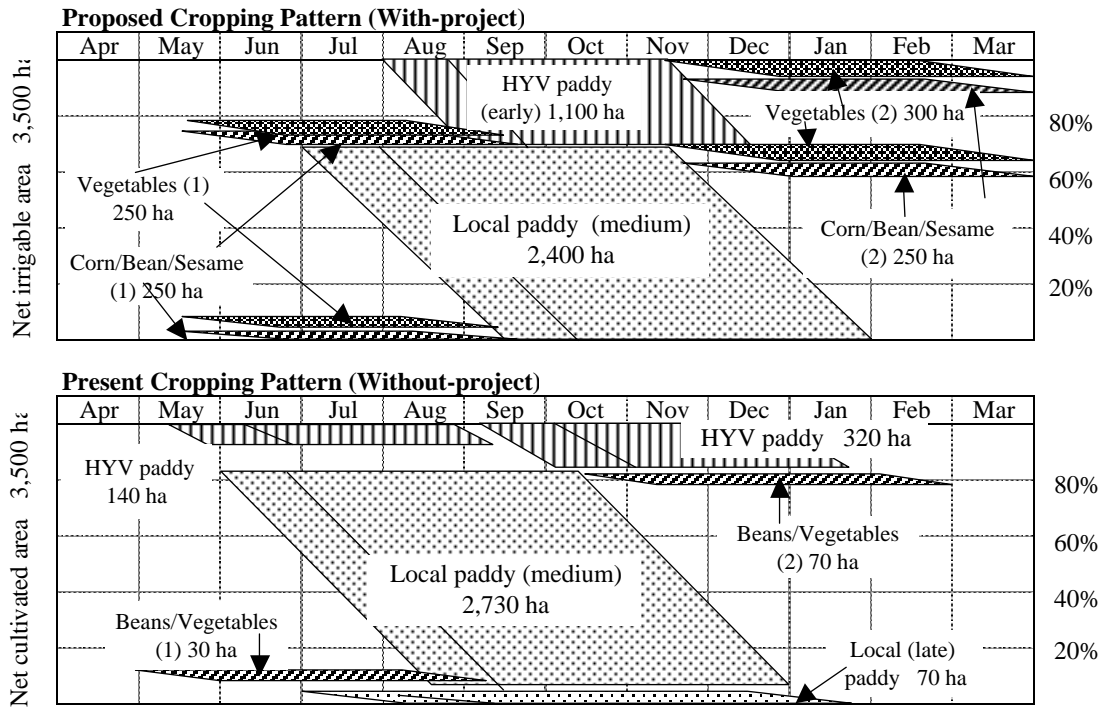 Proposed Cropping Pattern (With-project)
Apr May Jun Jul Aug Sep Oct Nov Dec Jan Feb Mar
Net irrigable area 3,500 ha
HYV paddy
(early) 1,100 ha
Vegetables (2) 300 ha
80%
Vegetables (1)
250 ha
60%
Local paddy (medium)
2,400 ha
Corn/Bean/Sesame
(2) 250 ha
40%
Corn/Bean/Sesame
(1) 250 ha
20%
Present Cropping Pattern (Without-project)
Apr May Jun Jul Aug Sep Oct Nov Dec Jan Feb Mar
Net cultivated area 3,500 ha
HYV paddy 320 ha
HYV paddy
140 ha
80%
Beans/Vegetables
(2) 70 ha
60%
Local paddy (medium)
2,730 ha
40%
Beans/Vegetables
(1) 30 ha
Local (late)
paddy 70 ha
20%